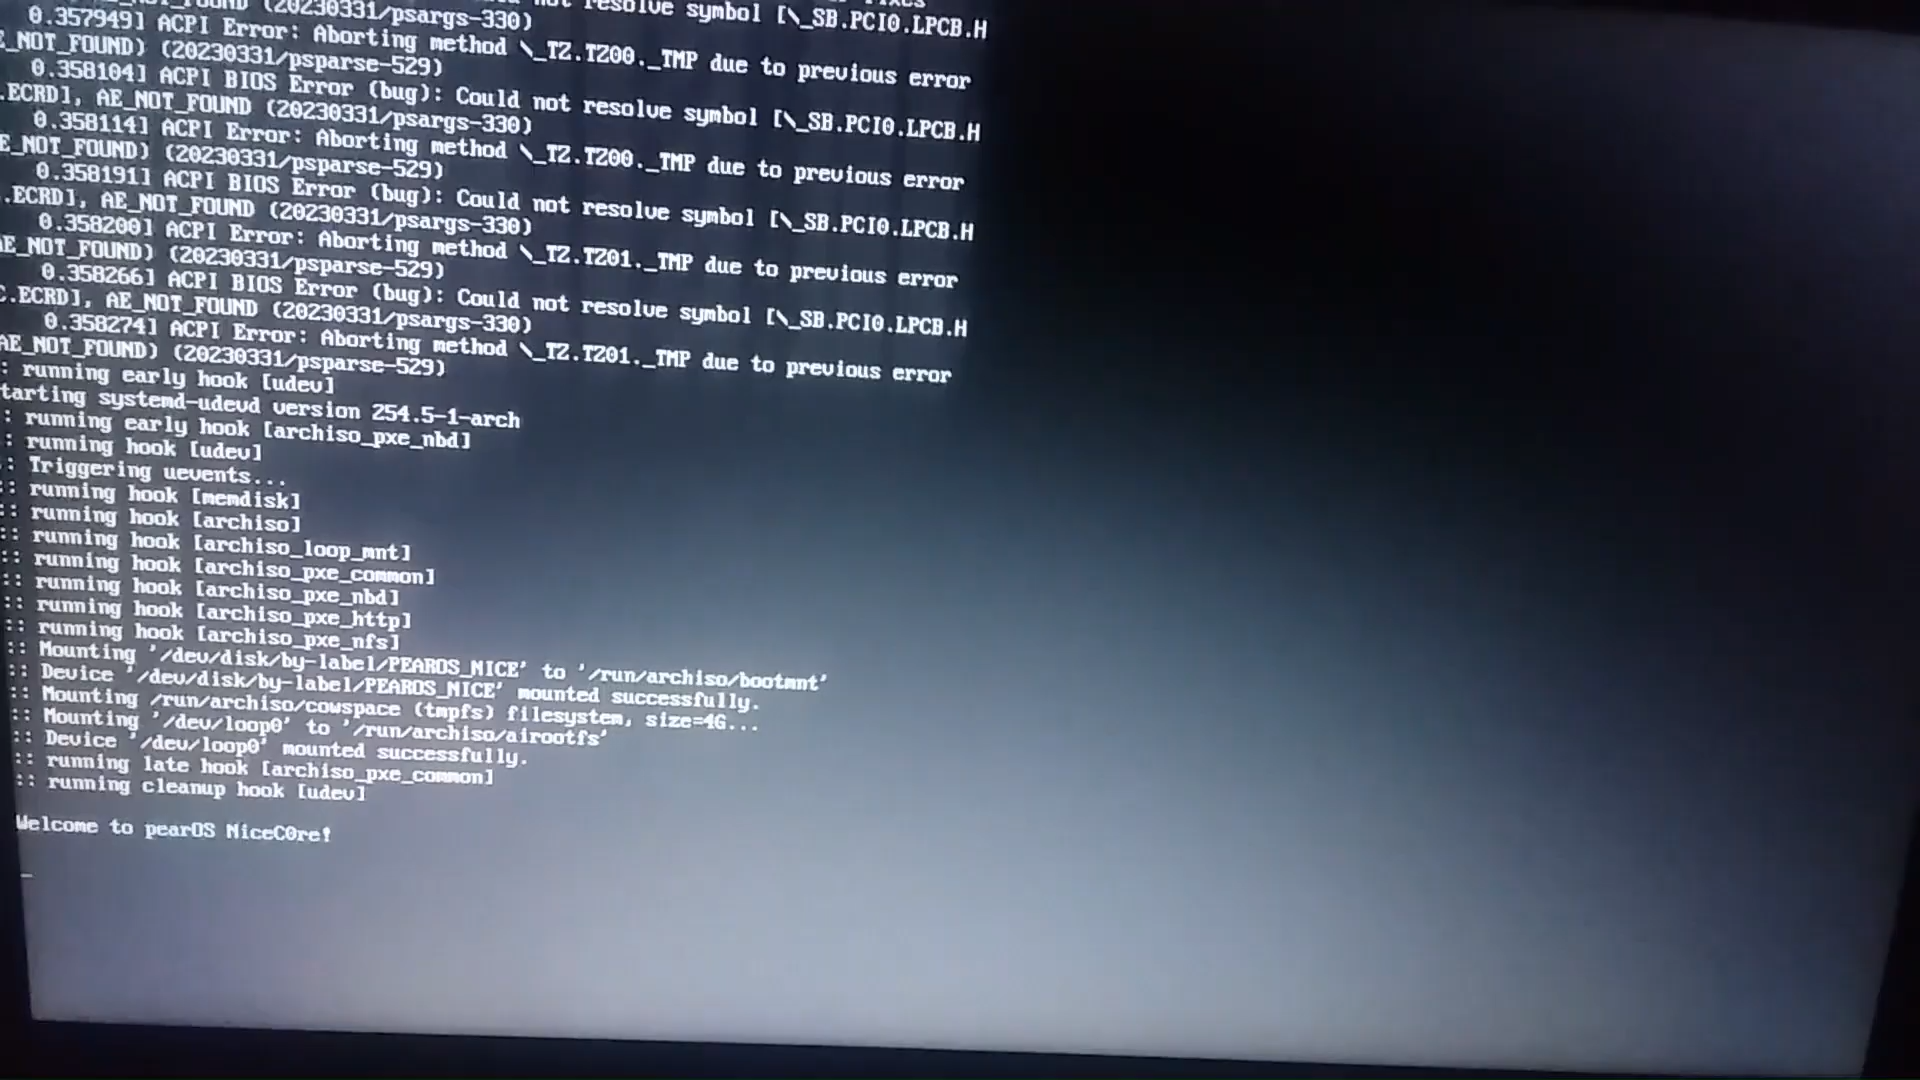 not resolve symbol [\_SB.PCI0.LPCB.H
(20230331/psargs-330)
0.357949] ACPI Error: Aborting method \_TZ.TZ00._TMP due to previous error
E_NOT_FOUND) (20230331/psparse-529)
0.358104] ACPI BIOS Error (bug): Could not resolve symbol [\_SB.PCI0.LPCB.H
.ECRD], AE_NOT_FOUND (20230331/psargs-330)
0.358114] ACPI Error: Aborting method \_TZ.TZ00._TMP due to previous error
E_NOT_FOUND) (20230331/psparse-529)
0.358191] ACPI BIOS Error (bug): Could not resolve symbol [\_SB.PCI0.LPCB.H
.ECRD], AE_NOT_FOUND (20230331/psargs-330)
0.358200] ACPI Error: Aborting method \_TZ.TZ01._TMP due to previous error
AE_NOT_FOUND) (20230331/psparse-529)
0.358266] ACPI BIOS Error (bug): Could not resolve symbol [\_SB.PCI0.LPCB.H
C.ECRD], AE_NOT_FOUND (20230331/psargs-330)
0.358274] ACPI Error: Aborting method \_TZ.TZ01._TMP due to previous error
AE_NOT_FOUND) (20230331/psparse-529)
: running early hook [udev]
tarting systemd-udevd version 254.5-1-arch
: running early hook [archiso_pxe_nbd]
: running hook [udev]
: Triggering uevents...
:: running hook [memdisk]
:: running hook [archiso]
:: running hook [archiso_loop_mnt]
:: running hook [archiso_pxe_common]
:: running hook [archiso_pxe_nbd]
:: running hook [archiso_pxe_http]
:: running hook [archiso_pxe_nfs]
:: Mounting '/dev/disk/by-label/PEAROS_NICE' to '/run/archiso/bootmnt'
:: Device '/dev/disk/by-label/PEAROS_NICE' mounted successfully.
:: Mounting /run/archiso/cowspace (tmpfs) filesystem, size=4G...
:: Mounting '/dev/loop0' to '/run/archiso/airootfs'
:: Device '/dev/loop0' mounted successfully.
:: running late hook [archiso_pxe_common]
:: running cleanup hook [udev]
Welcome to pearOS NiceC0re!
_